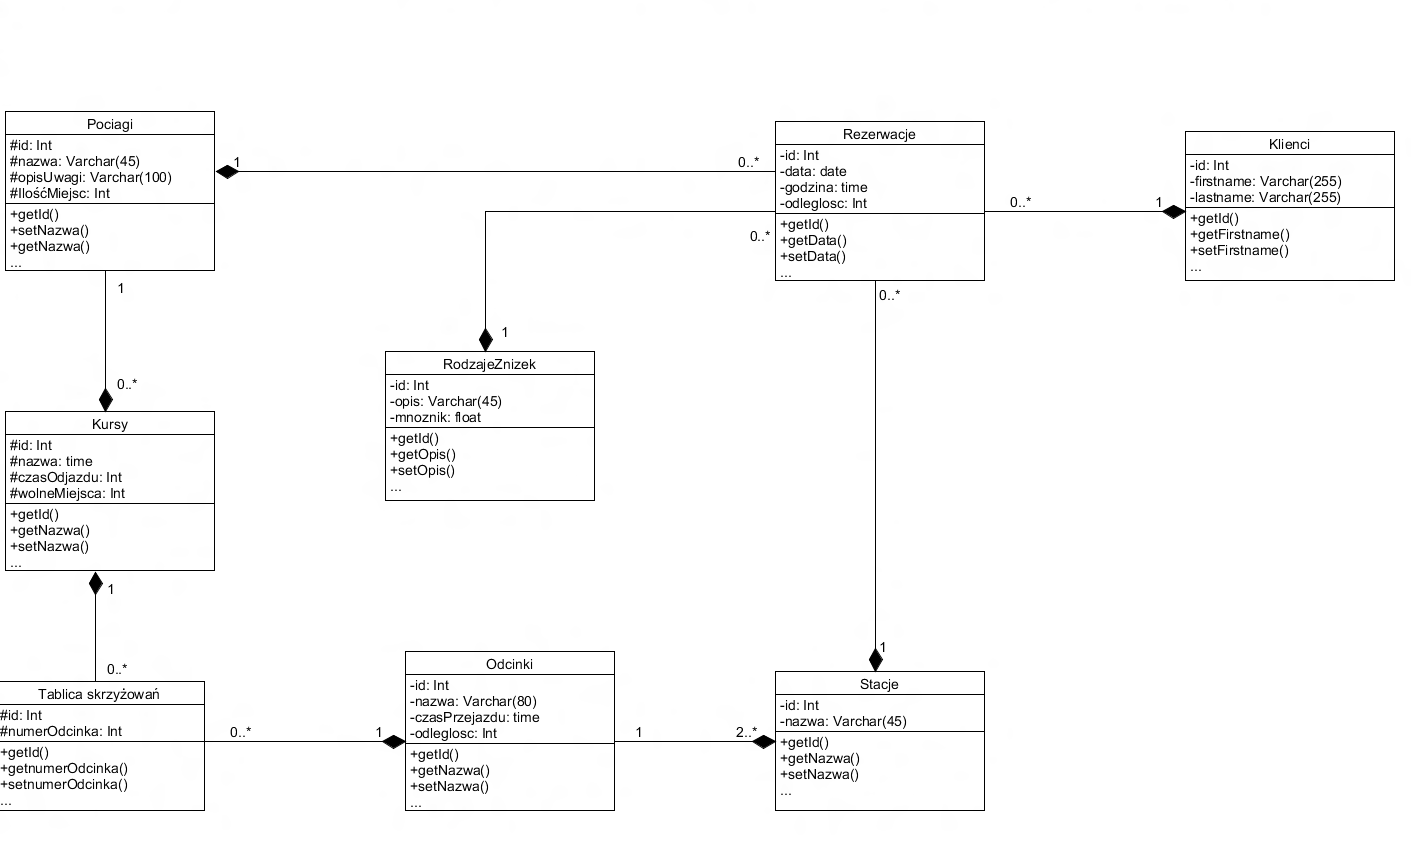 Pociagi
#id: Int
#nazwa: Varchar(45)
#opisUwagi: Varchar(100)
#IlośćMiejsc: Int
+getId()
+setNazwa()
+getNazwa()
...
1
0..*
Rezerwacje
-id: Int
-data: date
-godzina: time
-odleglosc: Int
+getId()
+getData()
+setData()
...
0..*
1
Klienci
-id: Int
-firstname: Varchar(255)
-lastname: Varchar(255)
+getId()
+getFirstname()
+setFirstname()
...
0..*
1
RodzajeZnizek
-id: Int
-opis: Varchar(45)
-mnoznik: float
+getId()
+getOpis()
+setOpis()
...
1
0..*
Kursy
#id: Int
#nazwa: time
#czasOdjazdu: Int
#wolneMiejsca: Int
+getId()
+getNazwa()
+setNazwa()
...
1
0..*
Tablica skrzyżowań
#id: Int
#numerOdcinka: Int
+getId()
+getnumerOdcinka()
+setnumerOdcinka()
...
0..*
1
Odcinki
-id: Int
-nazwa: Varchar(80)
-czasPrzejazdu: time
-odleglosc: Int
+getId()
+getNazwa()
+setNazwa()
...
1
2..*
0..*
1
Stacje
-id: Int
-nazwa: Varchar(45)
+getId()
+getNazwa()
+setNazwa()
...